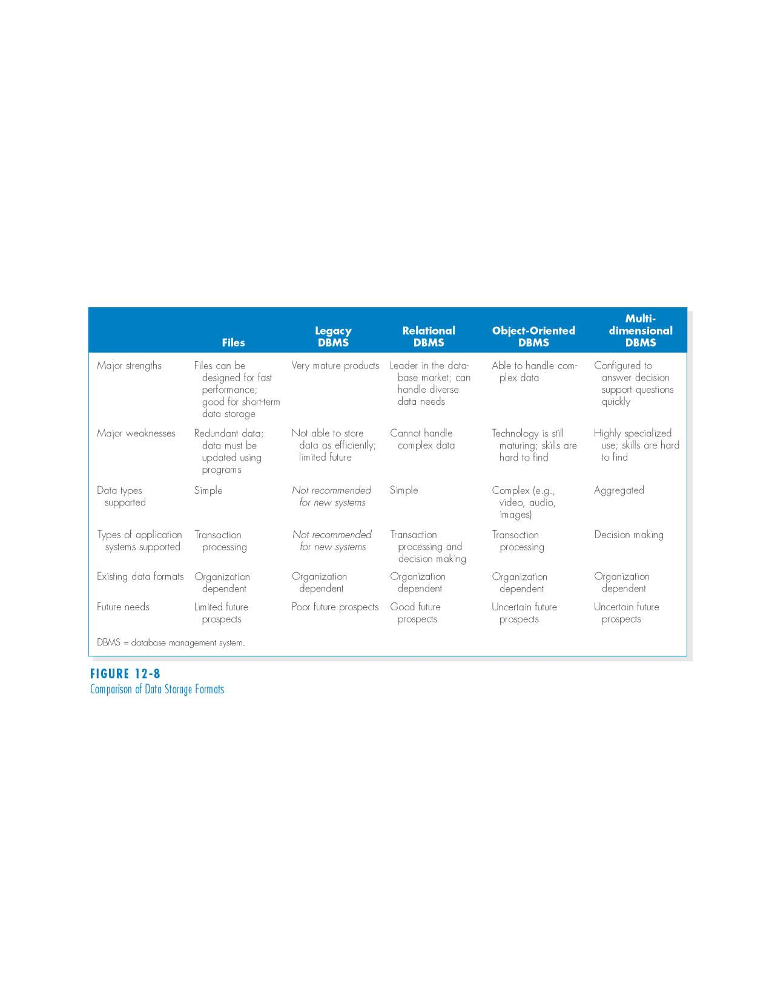 Files
Legacy
DBMS
Relational
DBMS
Object-Oriented
DBMS
Multi-
dimensional
DBMS
Major strengths
Files can be
designed for fast
performance;
good for short-term
data storage
Very mature products
Leader in the data-
base market; can
handle diverse
data needs
Able to handle com-
plex data
Configured to
answer decision
support questions
quickly
Major weaknesses
Redundant data;
data must be
updated using
programs
Not able to store
data as efficiently;
limited future
Cannot handle
complex data
Technology is still
maturing; skills are
hard to find
Highly specialized
use; skills are hard
to find
Data types
supported
Simple
Not recommended
for new systems
Simple
Complex (e.g.,
video, audio,
images)
Aggregated
Types of application
systems supported
Transaction
processing
Not recommended
for new systems
Transaction
processing and
decision making
Transaction
processing
Decision making
Existing data formats
Organization
dependent
Organization
dependent
Organization
dependent
Organization
dependent
Organization
dependent
Future needs
Limited future
prospects
Poor future prospects
Good future
prospects
Uncertain future
prospects
Uncertain future
prospects
DBMS = database management system.
FIGURE 12-8
Comparison of Data Storage Formats